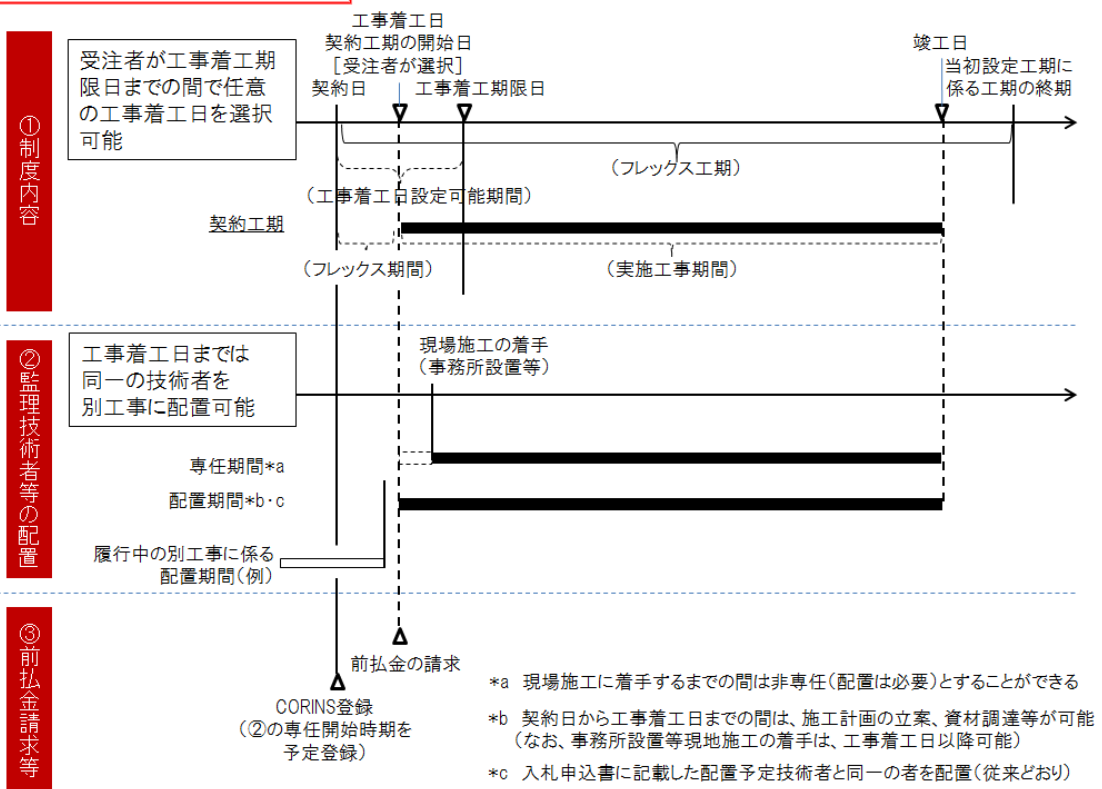 ①制度内容
受注者が工事着工期
限日までの間で任意
の工事着工日を選択
可能
工事着工日
契約工期の開始日
［受注者が選択］
契約日
工事着工期限日
竣工日
当初設定工期に
係る工期の終期
（フレックス工期）
（工事着工日設定可能期間）
契約工期
（フレックス期間）
（実施工事期間）
②監理技術者等の配置
工事着工日までは
同一の技術者を
別工事に配置可能
現場施工の着手
（事務所設置等）
専任期間*a
配置期間*b・c
履行中の別工事に係る
配置期間（例）
③前払金請求等
前払金の請求
CORINS登録
（②の専任開始時期を
予定登録）
*a 現場施工に着手するまでの間は非専任（配置は必要）とすることができる
*b 契約日から工事着工日までの間は、施工計画の立案、資材調達等が可能
（なお、事務所設置等現地施工の着手は、工事着工日以降可能）
*c 入札申込書に記載した配置予定技術者と同一の者を配置（従来どおり）